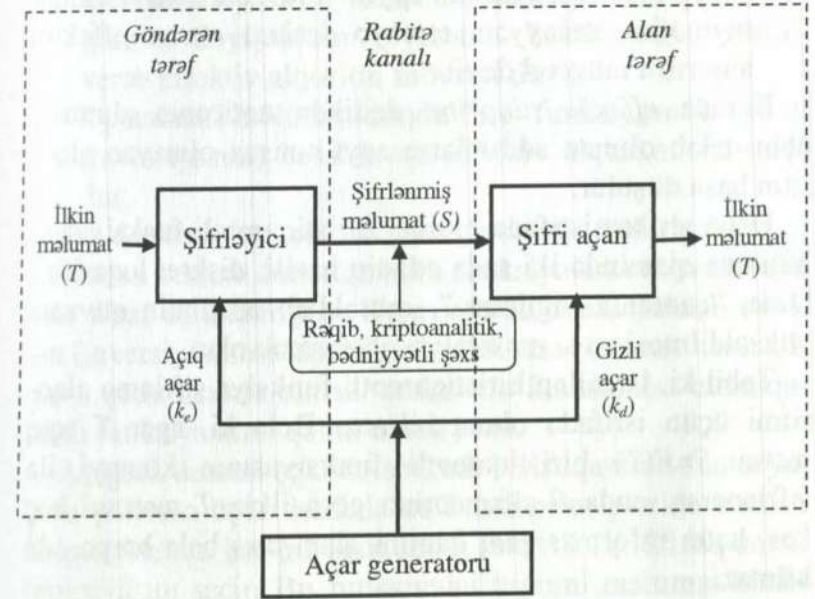 Göndərən
tərəf
Rabitə
kanalı
Alan
tərəf
İlkin
məlumat
(T)
Şifrləyici
Şifrlənmiş
məlumat (S)
Şifri açan
İlkin
məlumat
(T)
Rəqib, kriptoanalitik,
bədniyyətli şəxs
Açıq
açar
(kₑ)
Gizli
açar
(k_d)
Açar generatoru